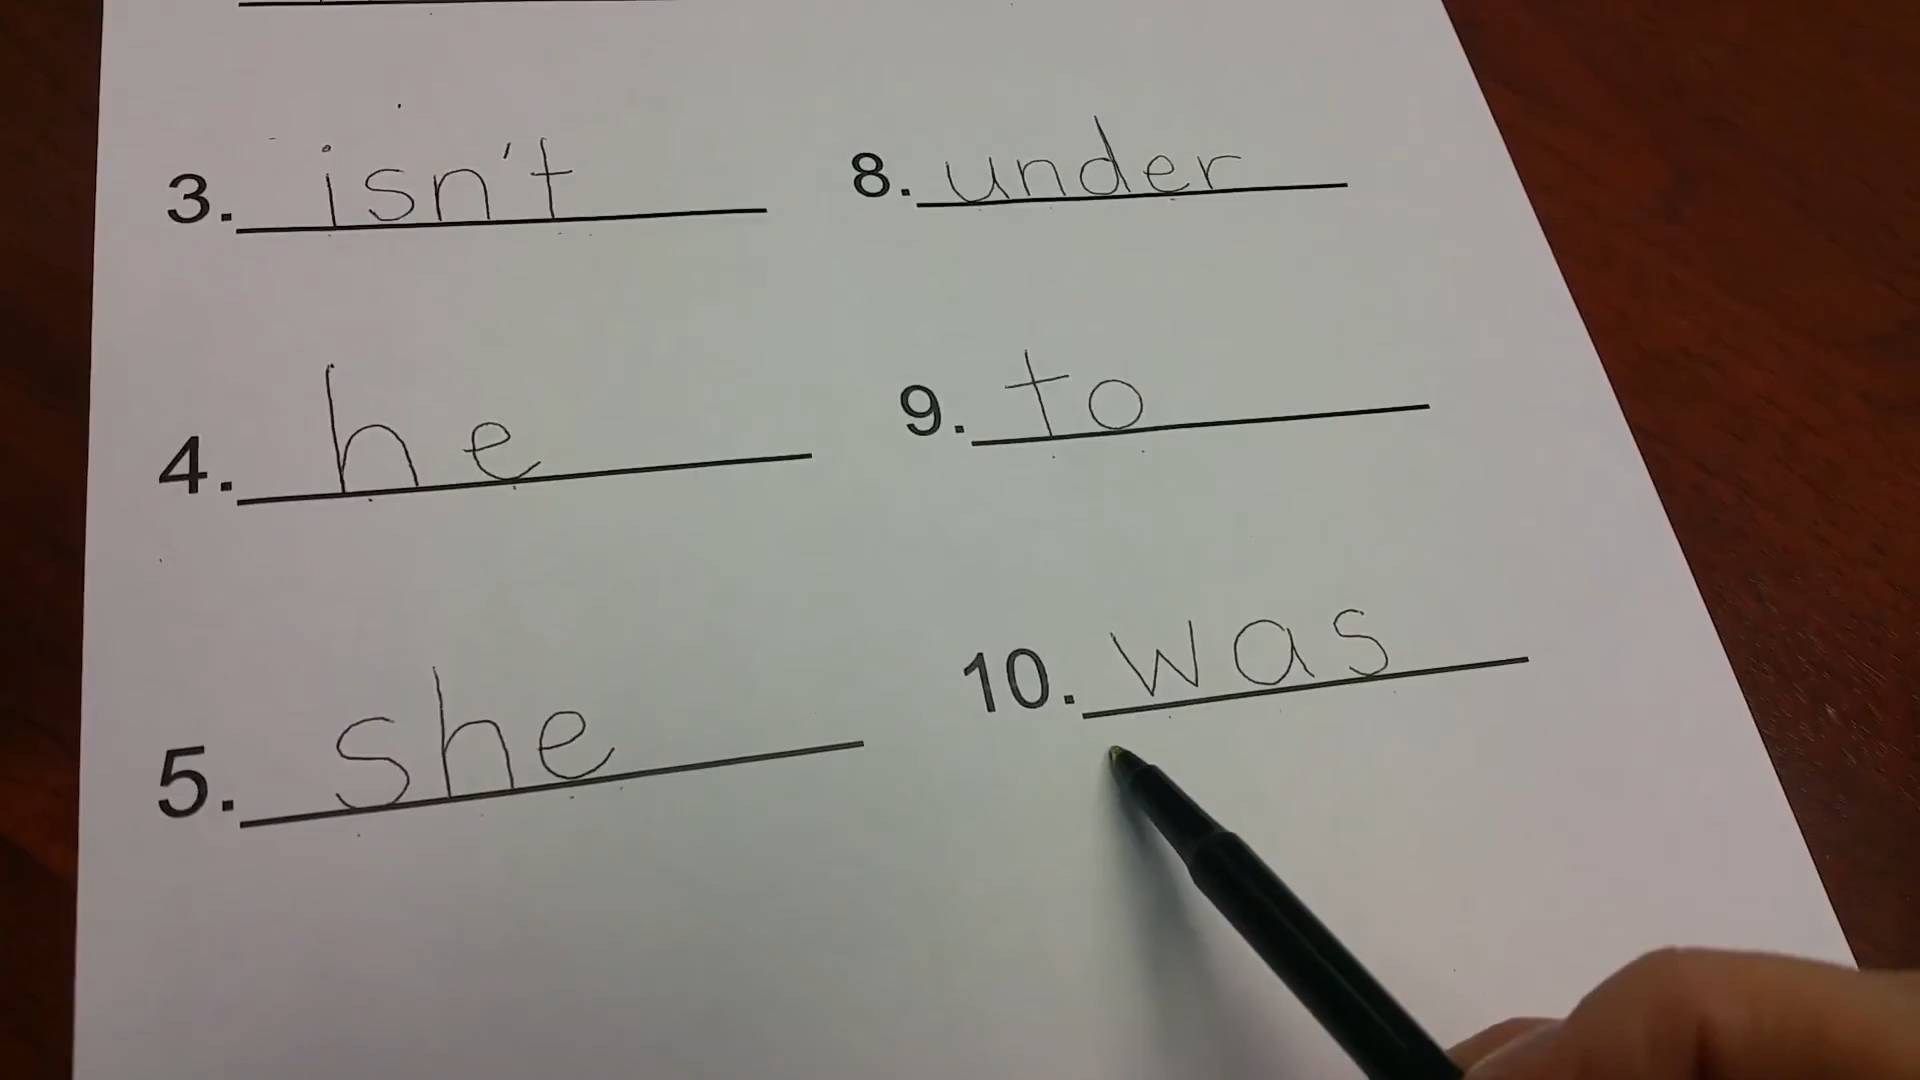 3. isn't
4. he
5. she
8. under
9. to
10. was